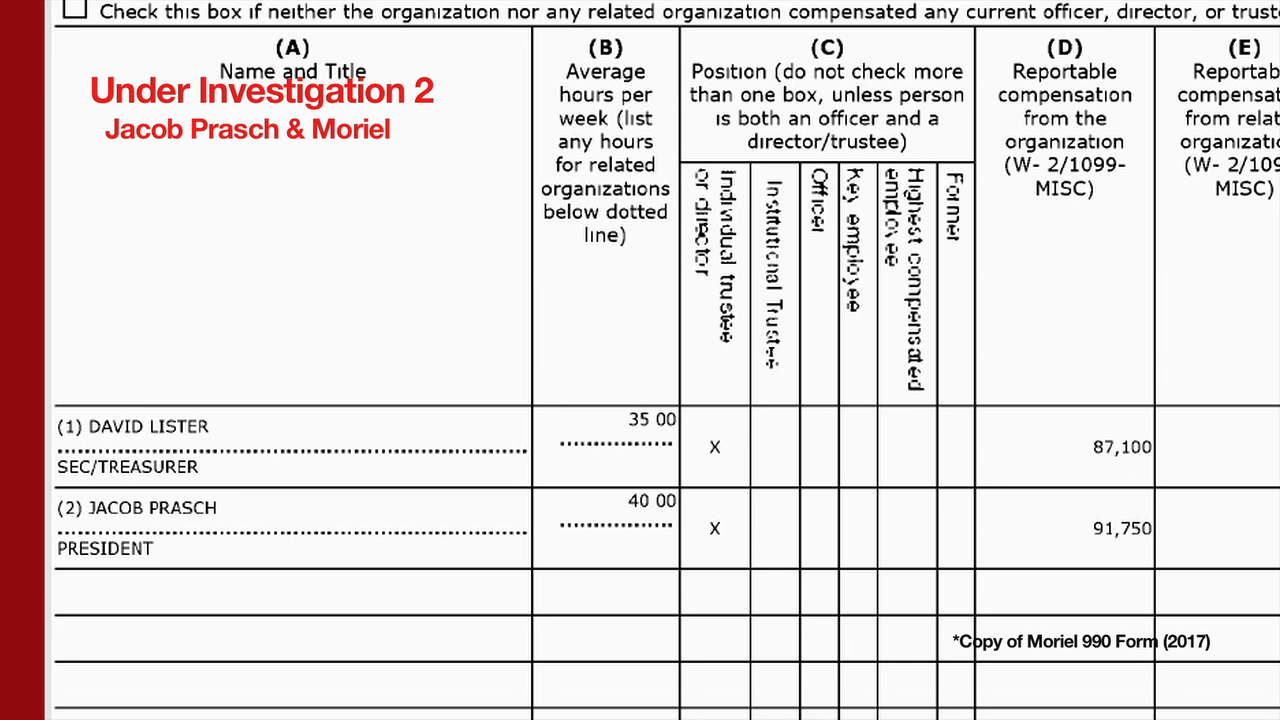 Check this box if neither the organization nor any related organization compensated any current officer, director, or
(A)
Name and Title
Under Investigation 2
Jacob Prasch & Moriel
(B)
Average
hours per
week (list
any hours
for related
organizations
below dotted
line)
(C)
Position (do not check more
than one box, unless person
is both an officer and a
director/trustee)
Individual trustee
or director
Institutional Trustee
Officer
Key employee
Highest compensated
employee
Former
(D)
Reportable
compensation
from the
organization
(W- 2/1099-
MISC)
(E)
Reportab
compensat
from relat
organizatio
(W- 2/109
MISC)
(1) DAVID LISTER
SEC/TREASURER
35 00
X
87,100
(2) JACOB PRASCH
PRESIDENT
40 00
X
91,750
*Copy of Moriel 990 Form (2017)